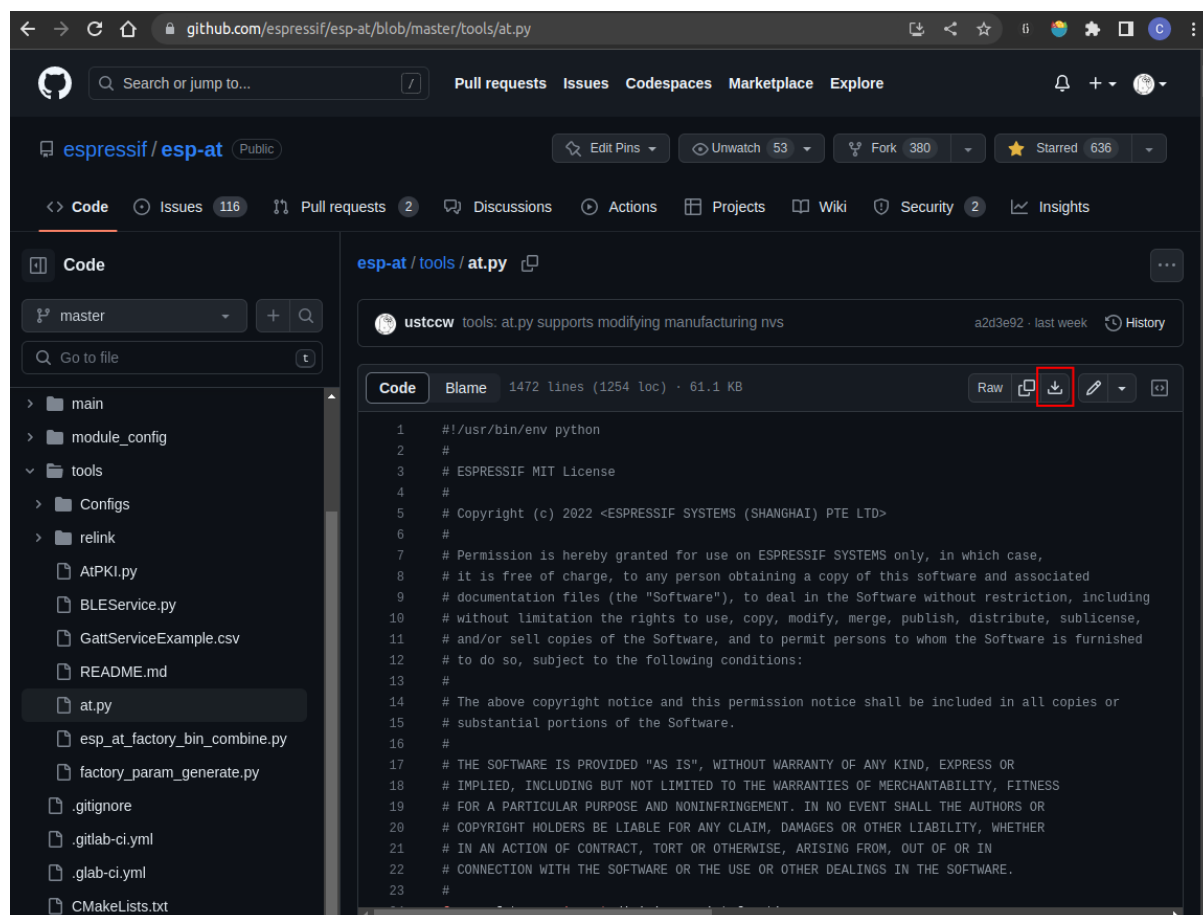 github.com/espressif/esp-at/blob/master/tools/at.py
C
Search or jump to... /
Pull requests Issues Codespaces Marketplace Explore
espressif / esp-at Public
Edit Pins Unwatch 53 Fork 380 Starred 636
<> Code Issues 116 Pull requests 2 Discussions Actions Projects Wiki Security 2 Insights
Code
master
Go to file t
main
module_config
tools
Configs
relink
AtPKI.py
BLEService.py
GattServiceExample.csv
README.md
at.py
esp_at_factory_bin_combine.py
factory_param_generate.py
.gitignore
.gitlab-ci.yml
.glab-ci.yml
CMakeLists.txt
esp-at / tools / at.py
ustccw tools: at.py supports modifying manufacturing nvs a2d3e92 · last week History
Code Blame 1472 lines (1254 loc) · 61.1 KB Raw
1 #!/usr/bin/env python
2 #
3 # ESPRESSIF MIT License
4 #
5 # Copyright (c) 2022 <ESPRESSIF SYSTEMS (SHANGHAI) PTE LTD>
6 #
7 # Permission is hereby granted for use on ESPRESSIF SYSTEMS only, in which case,
8 # it is free of charge, to any person obtaining a copy of this software and associated
9 # documentation files (the "Software"), to deal in the Software without restriction, including
10 # without limitation the rights to use, copy, modify, merge, publish, distribute, sublicense,
11 # and/or sell copies of the Software, and to permit persons to whom the Software is furnished
12 # to do so, subject to the following conditions:
13 #
14 # The above copyright notice and this permission notice shall be included in all copies or
15 # substantial portions of the Software.
16 #
17 # THE SOFTWARE IS PROVIDED "AS IS", WITHOUT WARRANTY OF ANY KIND, EXPRESS OR
18 # IMPLIED, INCLUDING BUT NOT LIMITED TO THE WARRANTIES OF MERCHANTABILITY, FITNESS
19 # FOR A PARTICULAR PURPOSE AND NONINFRINGEMENT. IN NO EVENT SHALL THE AUTHORS OR
20 # COPYRIGHT HOLDERS BE LIABLE FOR ANY CLAIM, DAMAGES OR OTHER LIABILITY, WHETHER
21 # IN AN ACTION OF CONTRACT, TORT OR OTHERWISE, ARISING FROM, OUT OF OR IN
22 # CONNECTION WITH THE SOFTWARE OR THE USE OR OTHER DEALINGS IN THE SOFTWARE.
23 #